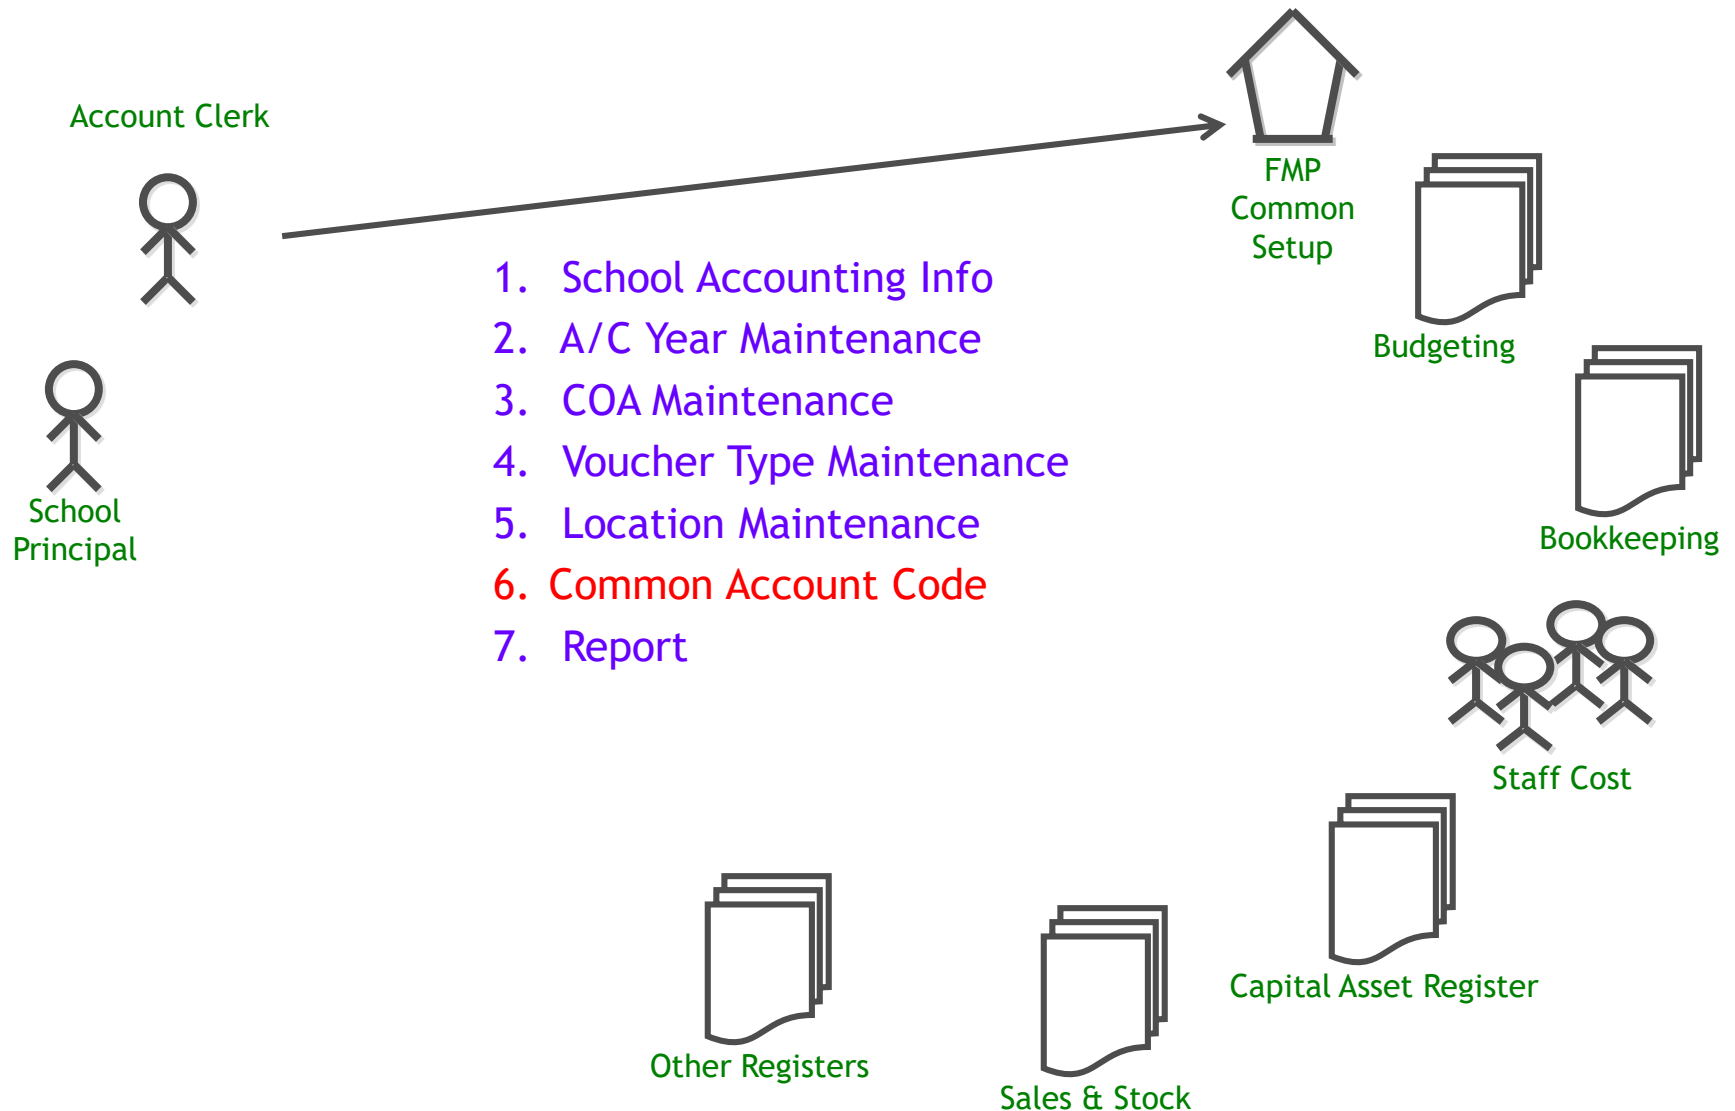 Account Clerk
FMP
Common
Setup
1. School Accounting Info
2. A/C Year Maintenance
3. COA Maintenance
4. Voucher Type Maintenance
5. Location Maintenance
6. Common Account Code
7. Report
School
Principal
Budgeting
Bookkeeping
Staff Cost
Capital Asset Register
Other Registers
Sales & Stock